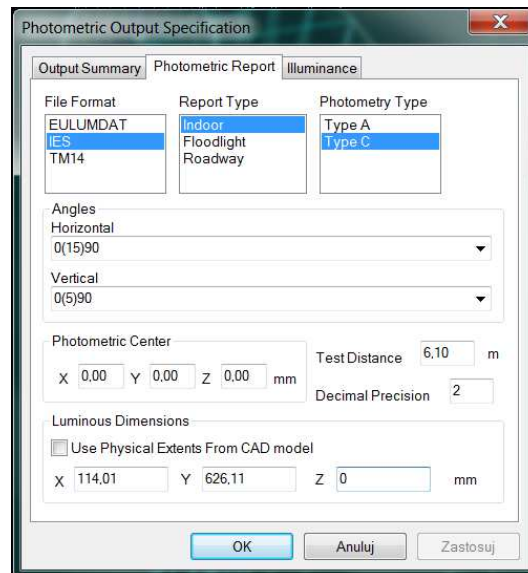 Photometric Output Specification
Output Summary Photometric Report Illuminance
File Format Report Type Photometry Type
EULUMDAT Indoor Type A
IES Floodlight Type C
TM14 Roadway
Angles
Horizontal
0(15)90
Vertical
0(5)90
Photometric Center
X 0,00 Y 0,00 Z 0,00 mm
Test Distance 6,10 m
Decimal Precision 2
Luminous Dimensions
Use Physical Extents From CAD model
X 114,01 Y 626,11 Z 0 mm
OK Anuluj Zastosuj